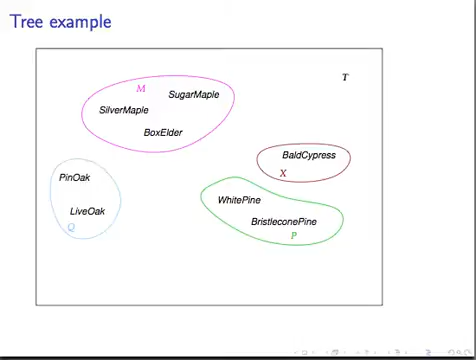 Tree example
T
M
SugarMaple
SilverMaple
BoxElder
BaldCypress
X
PinOak
LiveOak
Q
WhitePine
BristleconePine
P